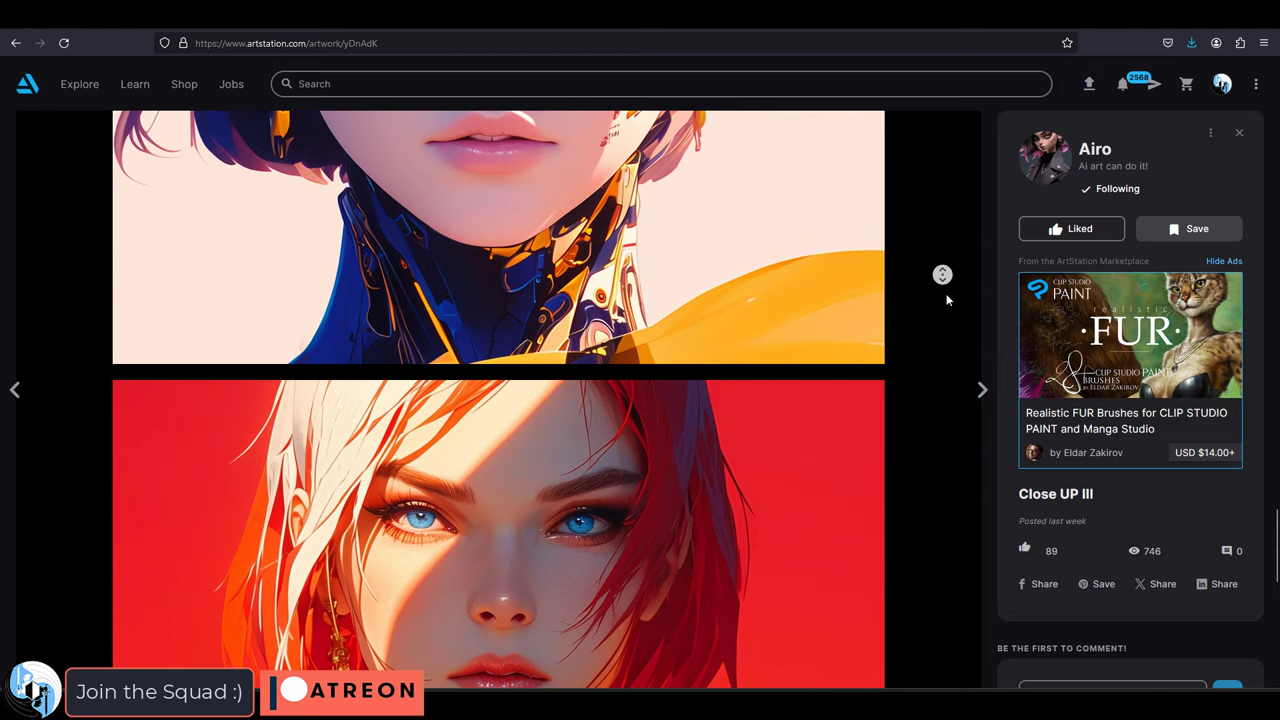 https://www.artstation.com/artwork/yDnAdK
Explore
Learn
Shop
Jobs
Search
2568
Airo
Ai art can do it!
Following
Liked
Save
From the ArtStation Marketplace
Hide Ads
CLIP STUDIO
PAINT
realistic
·FUR·
CLIP STUDIO PAINT
BRUSHES
BY ELDAR ZAKIROV
Realistic FUR Brushes for CLIP STUDIO
PAINT and Manga Studio
by Eldar Zakirov
USD $14.00+
Close UP III
Posted last week
89
746
0
Share
Save
Share
Share
BE THE FIRST TO COMMENT!
Join the Squad :)
PATREON